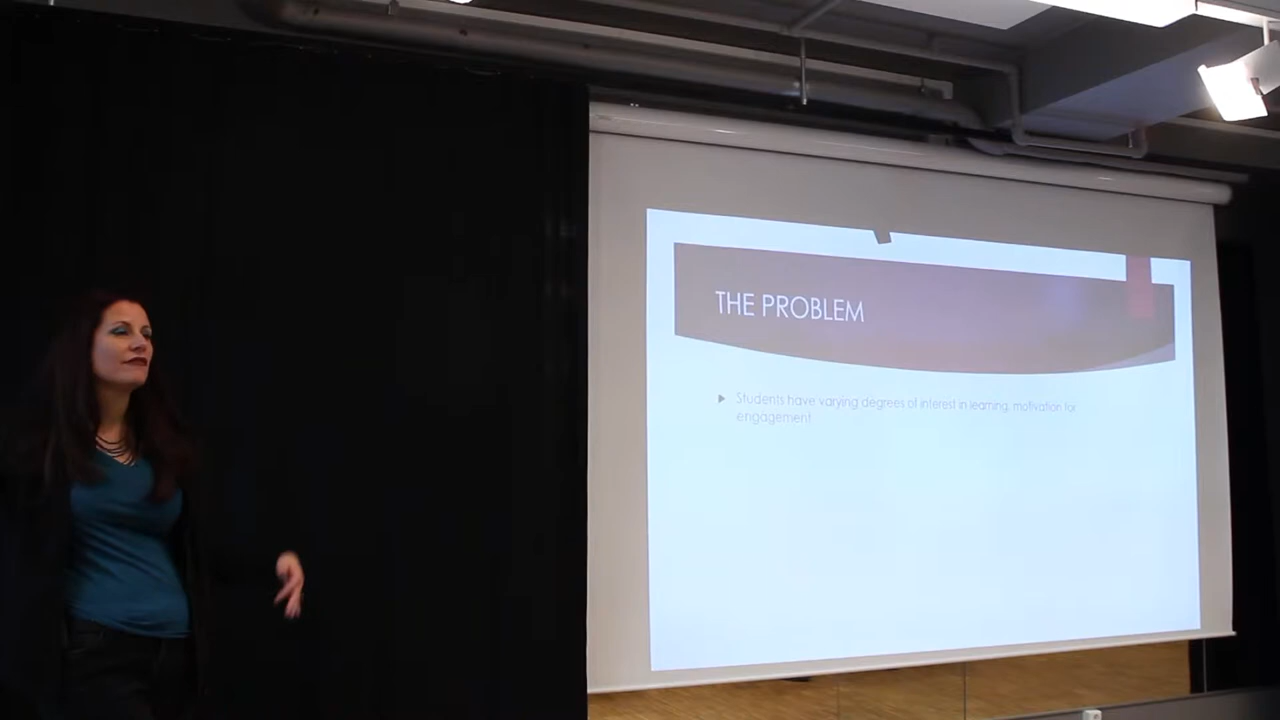 THE PROBLEM
Students have varying degrees of interest in learning, motivation for
engagement